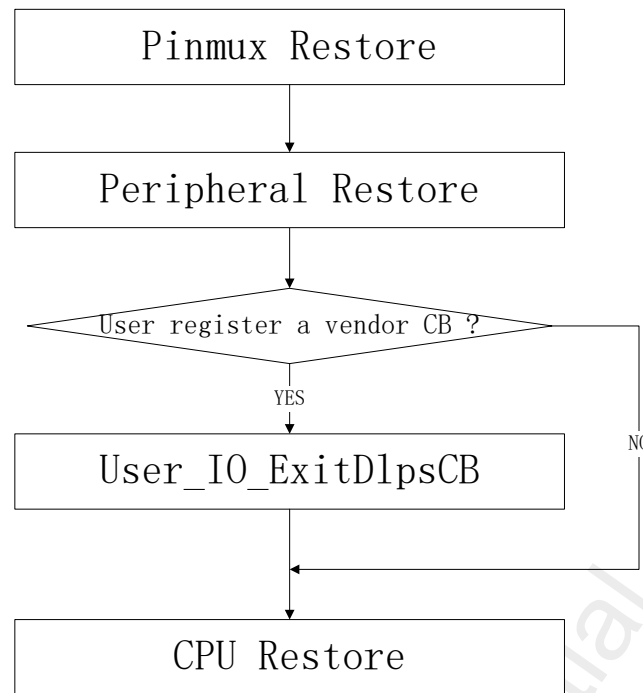 Pinmux Restore
Peripheral Restore
User register a vendor CB ?
YES
User_IO_ExitDlpsCB
NO
CPU Restore